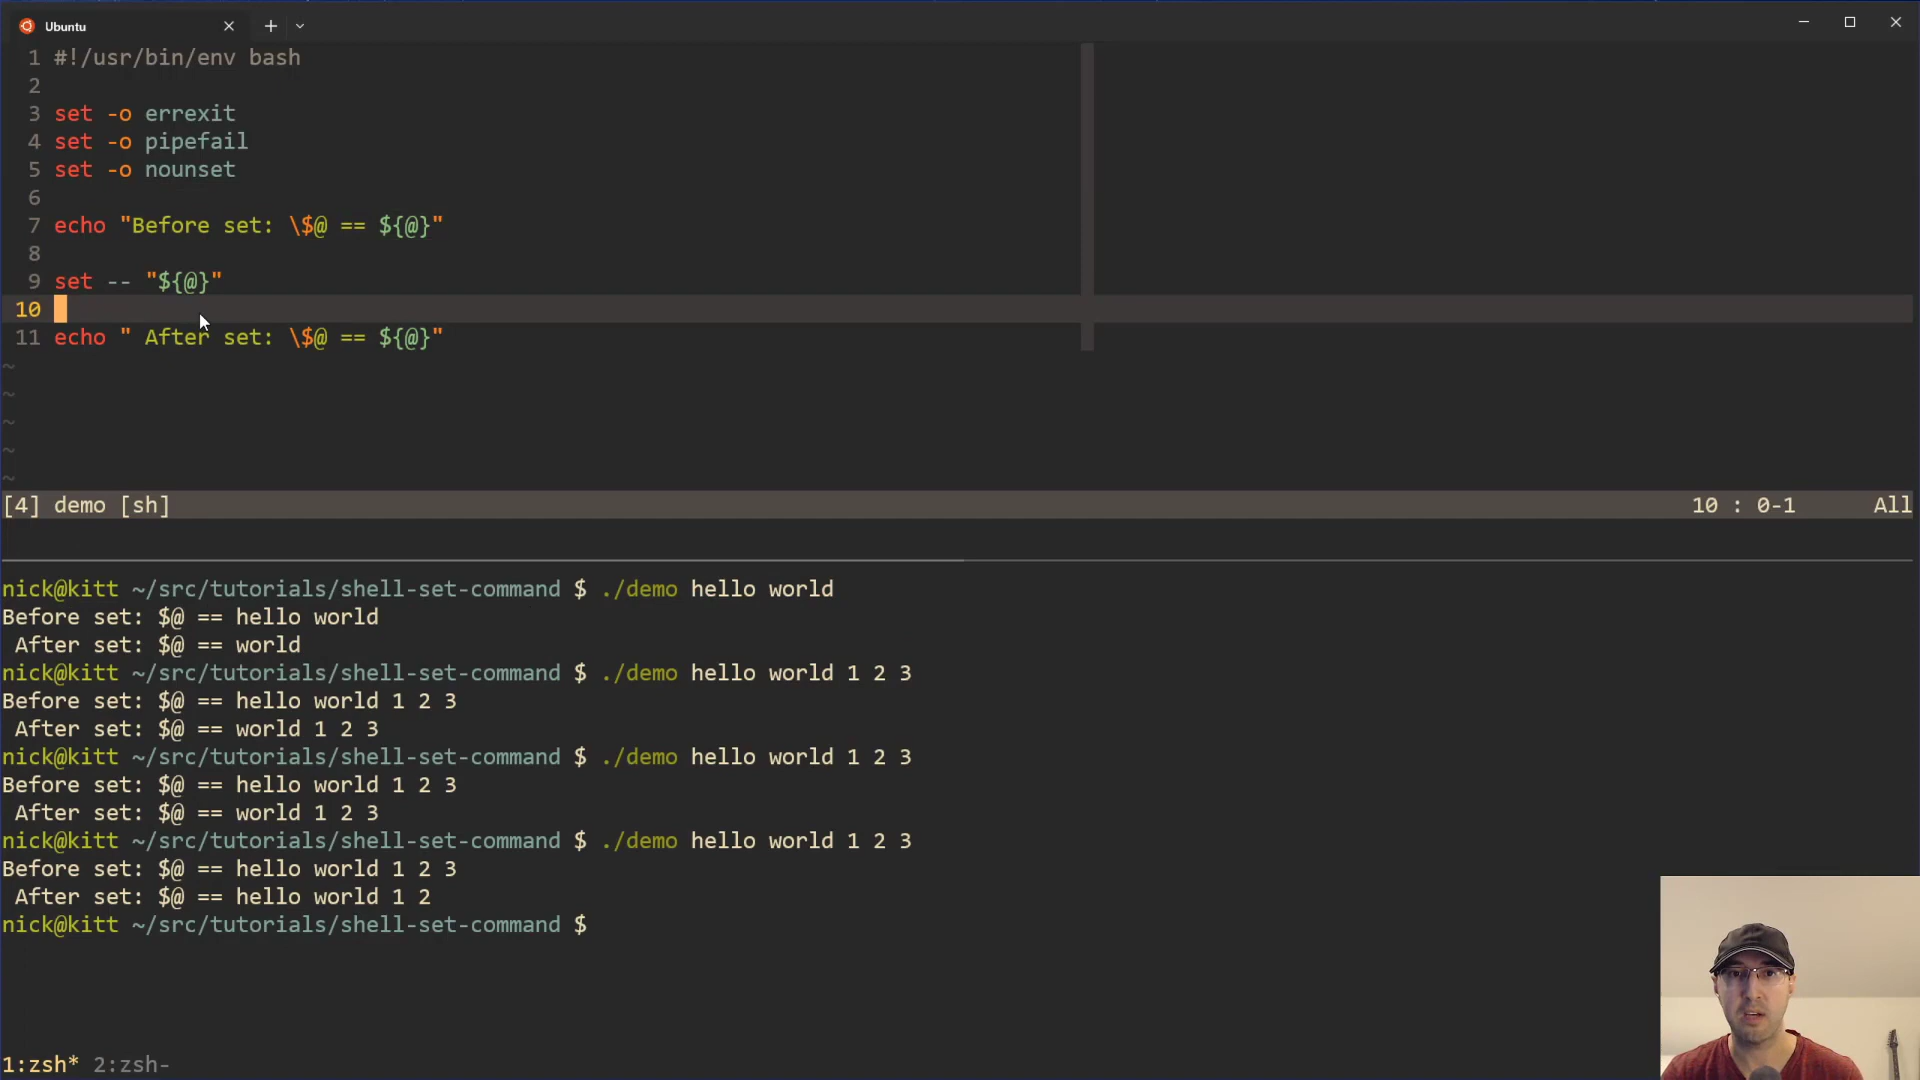 Ubuntu
1 #!/usr/bin/env bash
2
3 set -o errexit
4 set -o pipefail
5 set -o nounset
6
7 echo "Before set: \$@ == ${@}"
8
9 set -- "${@}"
10
11 echo " After set: \$@ == ${@}"
~
~
~
~
~
[4] demo [sh] 10 : 0-1 All
nick@kitt ~/src/tutorials/shell-set-command $ ./demo hello world
Before set: $@ == hello world
 After set: $@ == world
nick@kitt ~/src/tutorials/shell-set-command $ ./demo hello world 1 2 3
Before set: $@ == hello world 1 2 3
 After set: $@ == world 1 2 3
nick@kitt ~/src/tutorials/shell-set-command $ ./demo hello world 1 2 3
Before set: $@ == hello world 1 2 3
 After set: $@ == world 1 2 3
nick@kitt ~/src/tutorials/shell-set-command $ ./demo hello world 1 2 3
Before set: $@ == hello world 1 2 3
 After set: $@ == hello world 1 2
nick@kitt ~/src/tutorials/shell-set-command $
1:zsh* 2:zsh-